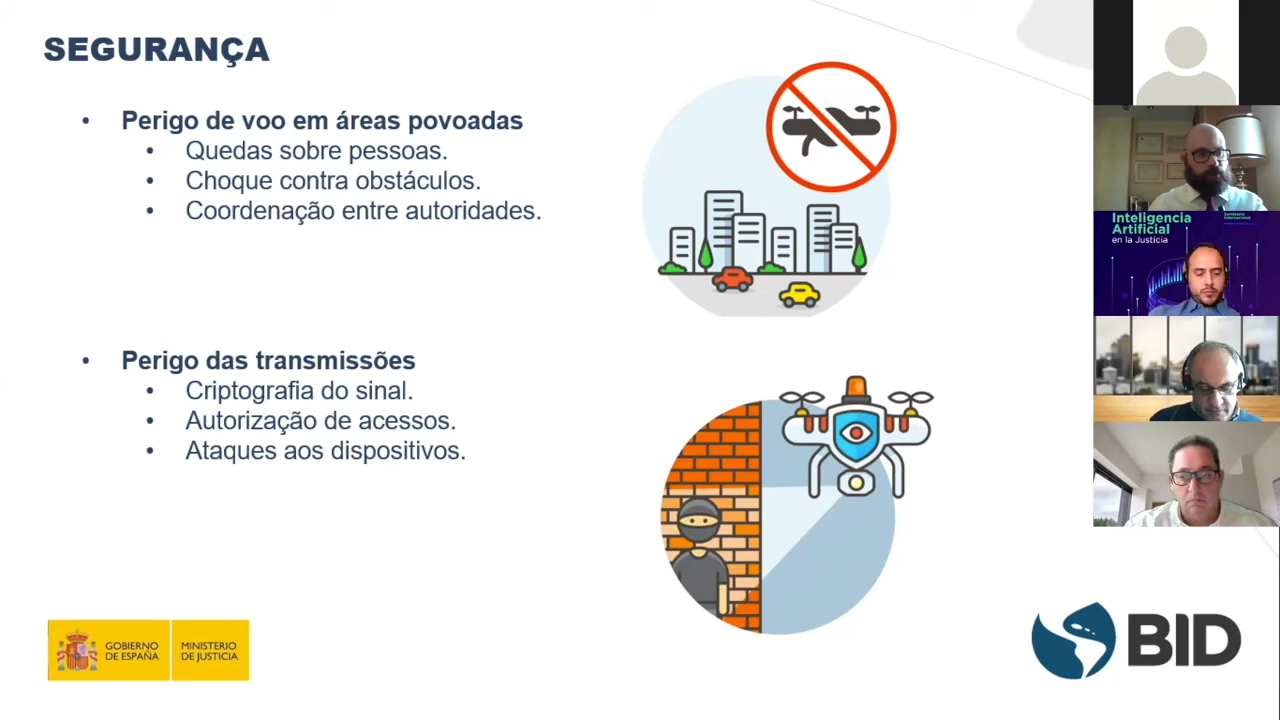 SEGURANÇA
• Perigo de voo em áreas povoadas
• Quedas sobre pessoas.
• Choque contra obstáculos.
• Coordenação entre autoridades.
• Perigo das transmissões
• Criptografia do sinal.
• Autorização de acessos.
• Ataques aos dispositivos.
GOBIERNO
DE ESPAÑA
MINISTERIO
DE JUSTICIA
Inteligencia
Artificial
en la Justicia
Seminario
Internacional
BID